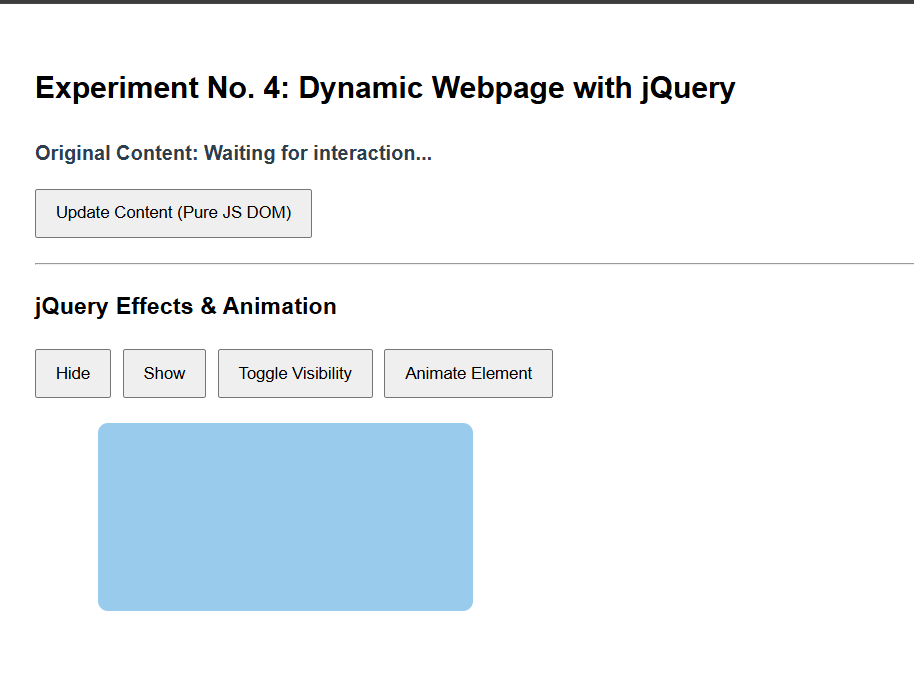 Experiment No. 4: Dynamic Webpage with jQuery
Original Content: Waiting for interaction...
Update Content (Pure JS DOM)
jQuery Effects & Animation
Hide Show Toggle Visibility Animate Element